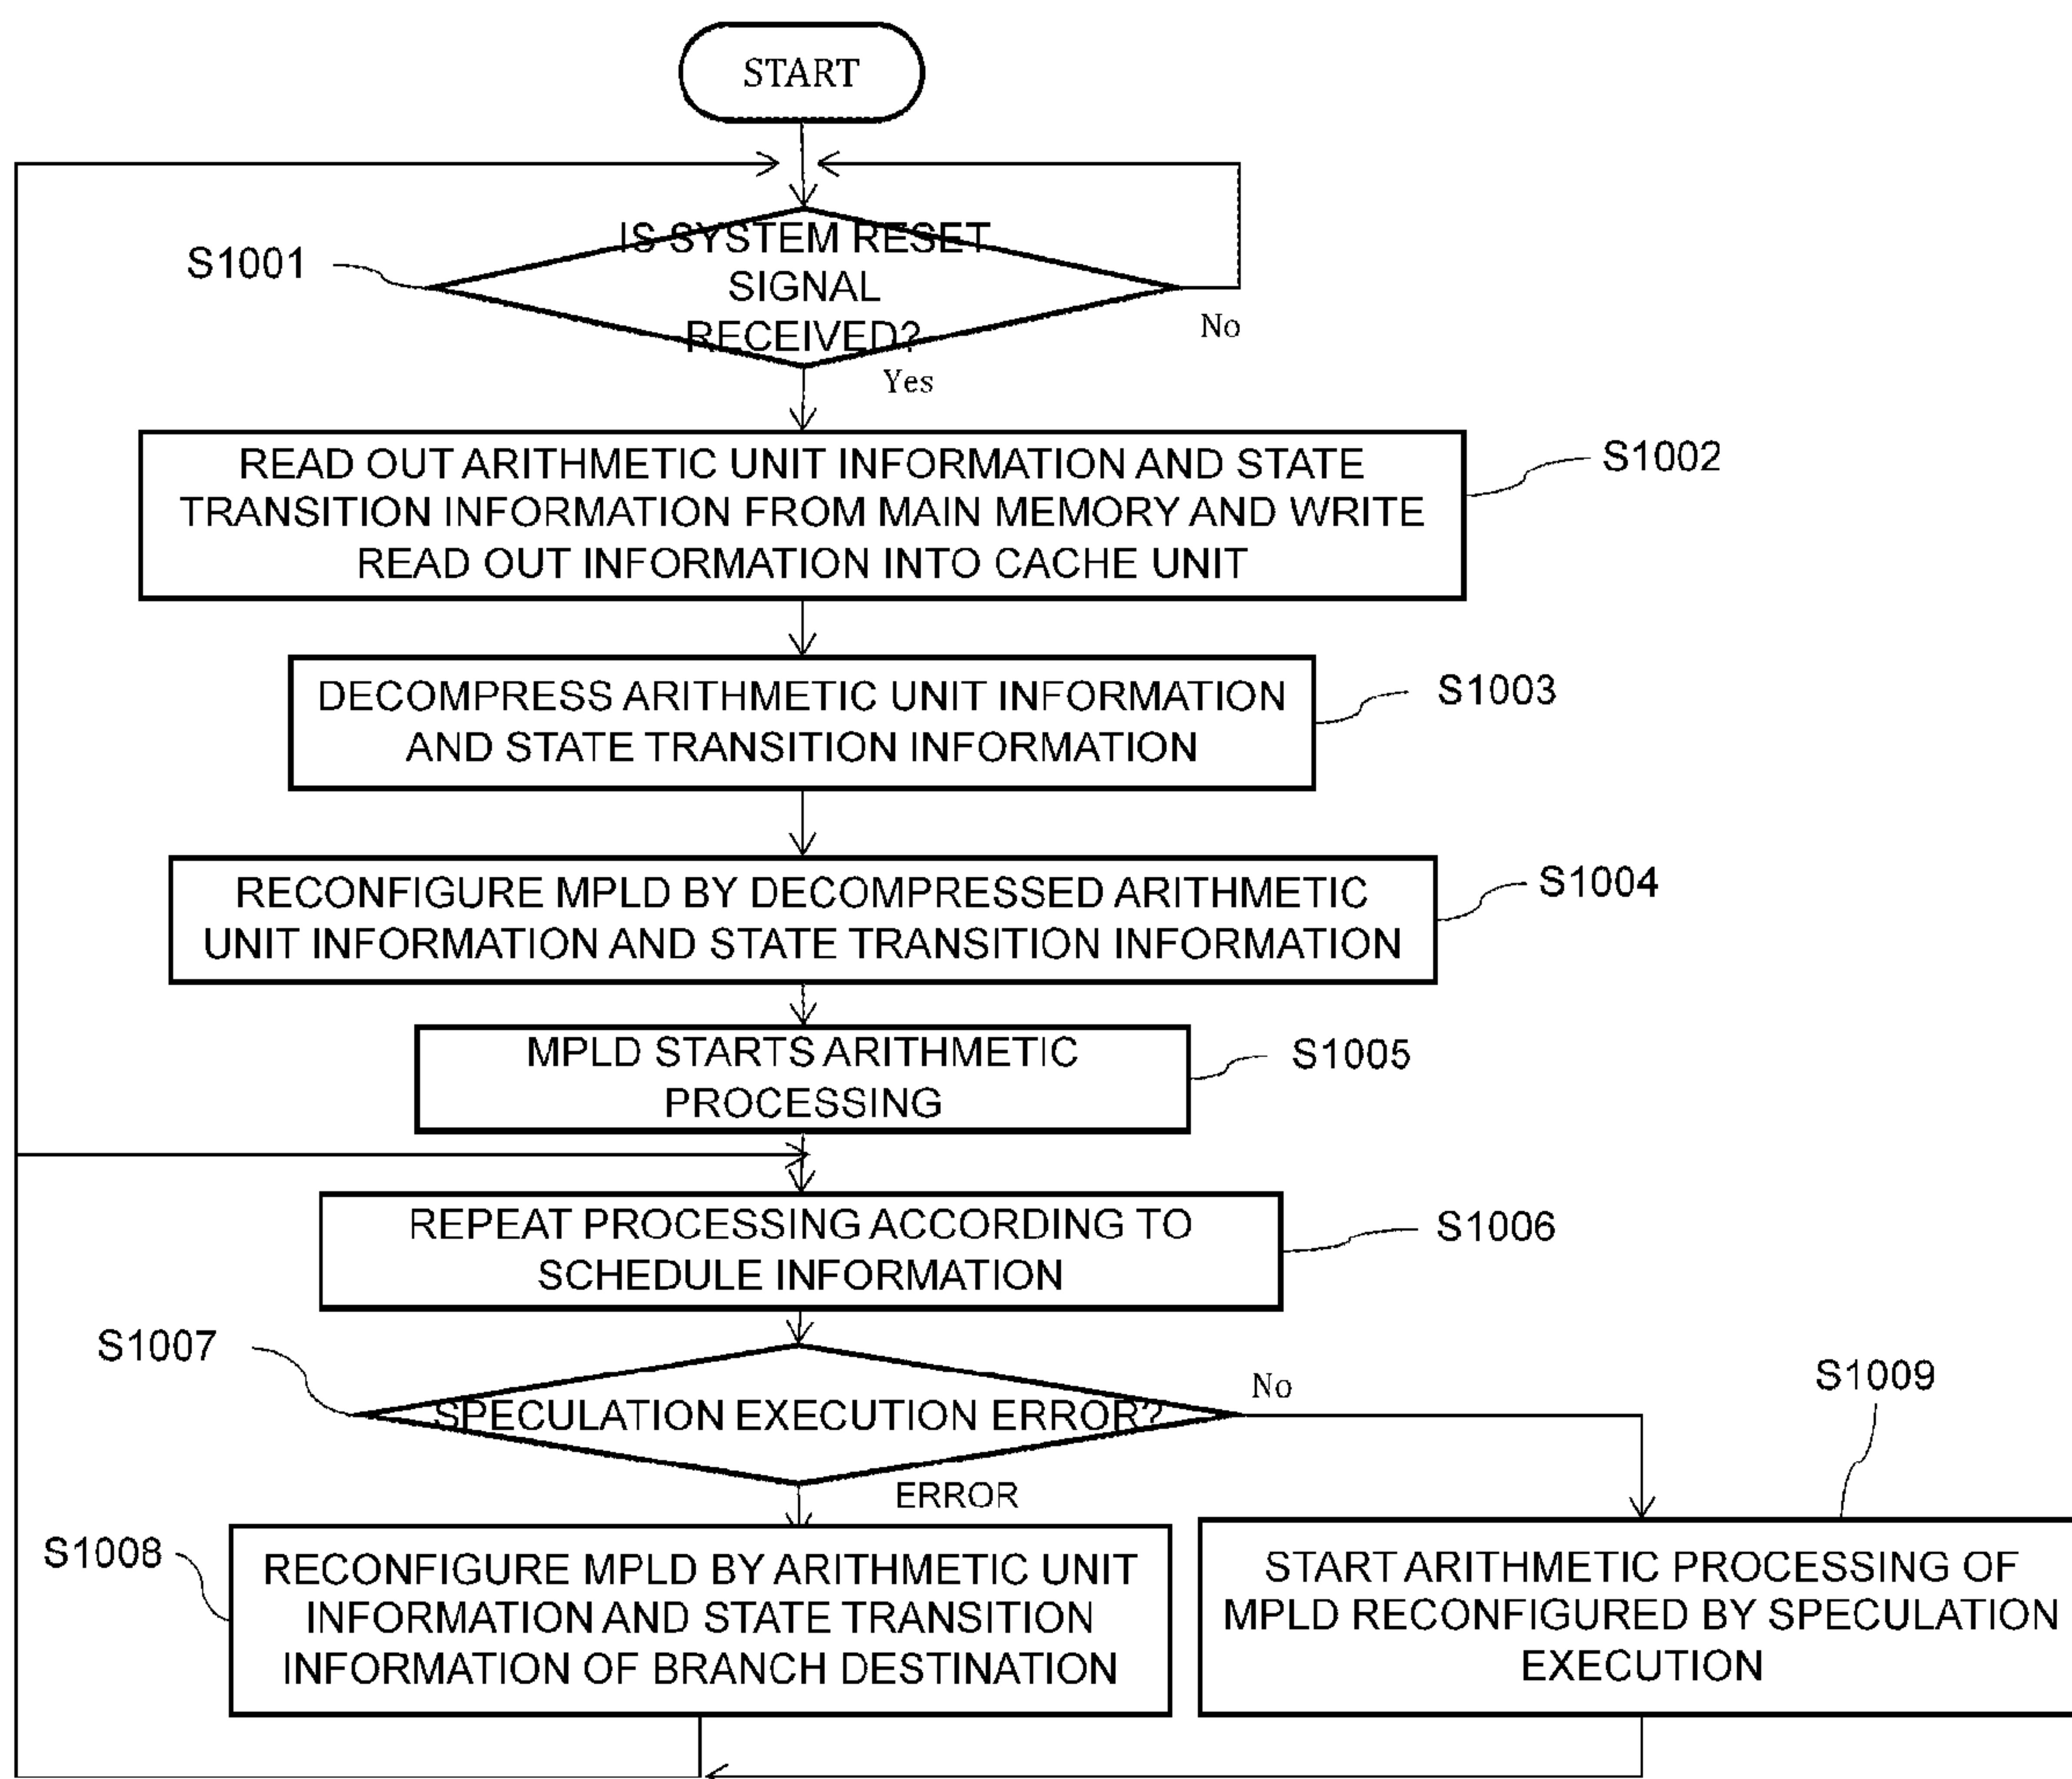 START
S1001
IS SYSTEM RESET
SIGNAL
RECEIVED?
No
Yes
READ OUT ARITHMETIC UNIT INFORMATION AND STATE
TRANSITION INFORMATION FROM MAIN MEMORY AND WRITE
READ OUT INFORMATION INTO CACHE UNIT
S1002
DECOMPRESS ARITHMETIC UNIT INFORMATION
AND STATE TRANSITION INFORMATION
S1003
RECONFIGURE MPLD BY DECOMPRESSED ARITHMETIC
UNIT INFORMATION AND STATE TRANSITION INFORMATION
S1004
MPLD STARTS ARITHMETIC
PROCESSING
S1005
REPEAT PROCESSING ACCORDING TO
SCHEDULE INFORMATION
S1006
S1007
SPECULATION EXECUTION ERROR?
No
ERROR
S1008
RECONFIGURE MPLD BY ARITHMETIC UNIT
INFORMATION AND STATE TRANSITION
INFORMATION OF BRANCH DESTINATION
S1009
START ARITHMETIC PROCESSING OF
MPLD RECONFIGURED BY SPECULATION
EXECUTION